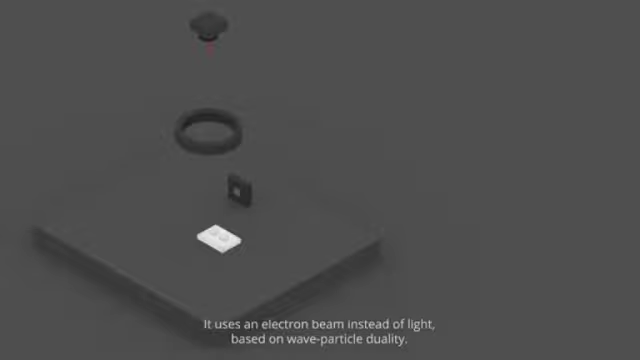 It uses an electron beam instead of light,
based on wave-particle duality.